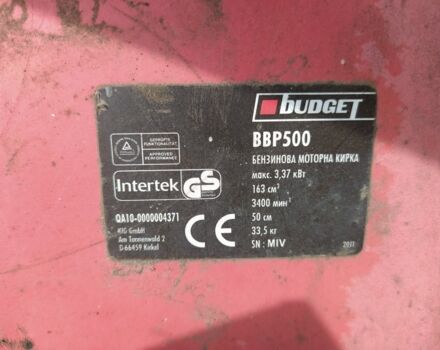 BUDGET
BBP500
БЕНЗИНОВА МОТОРНА КИРКА
макс. 3,37 кВт
163 см³
3400 мин⁻¹
50 см
33,5 кг
SN: MIV
2011
GEPRÜFTE FUNKTIONALITÄT
APPROVED PERFORMANCE
Intertek GS
QA10-0000004371
KIG GmbH
Am Tannenwald 2
D-66459 Kirkel
CE